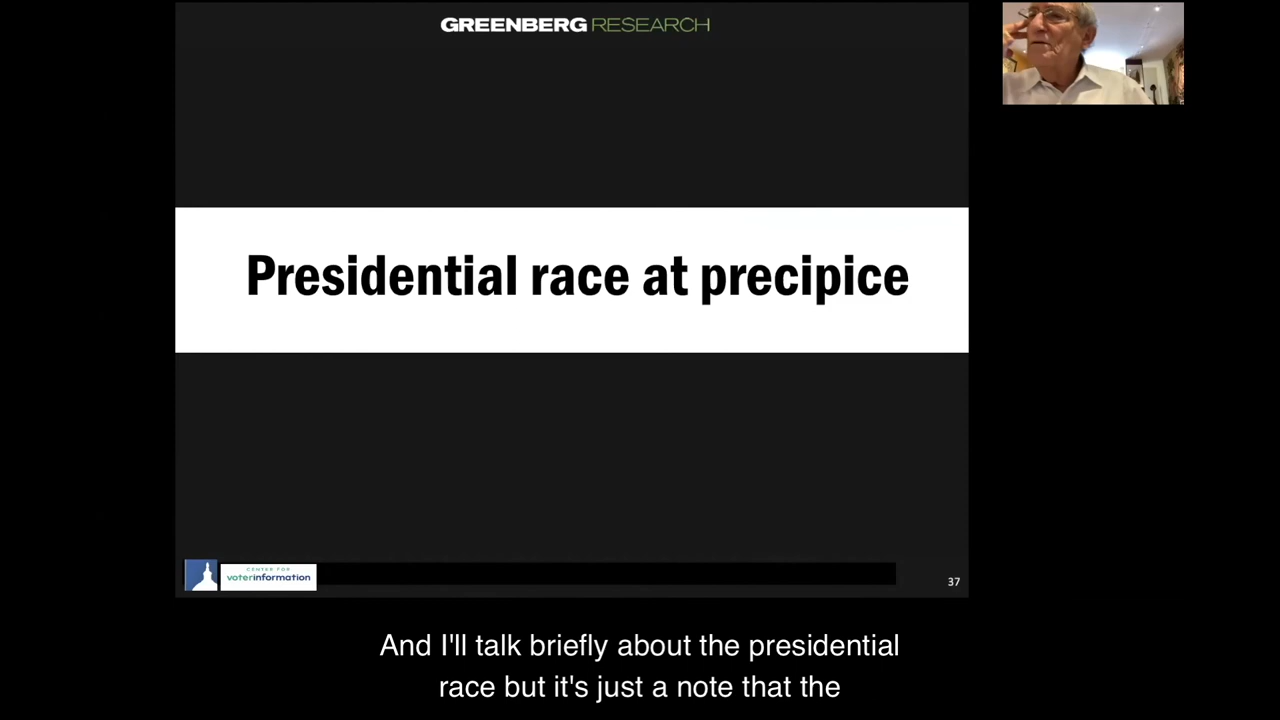 GREENBERG RESEARCH
Presidential race at precipice
CENTER FOR
voterinformation
37
And I'll talk briefly about the presidential
race but it's just a note that the